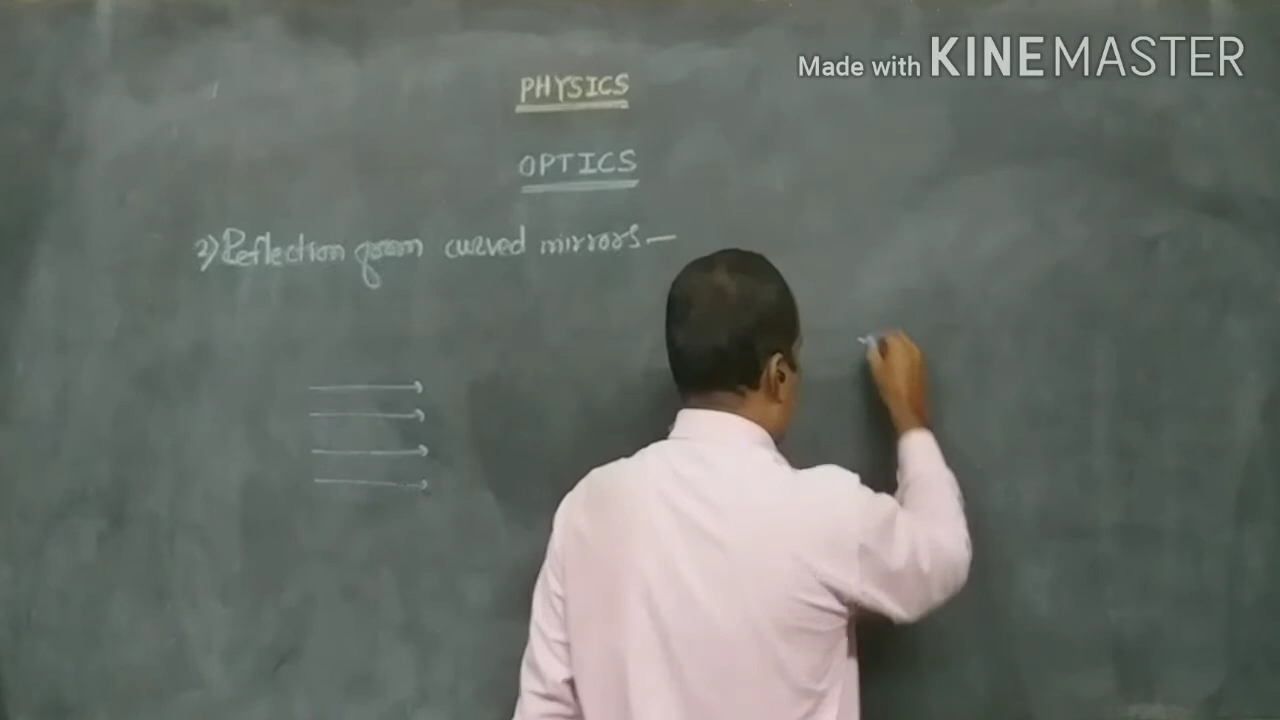 Made with KINEMASTER
PHYSICS
OPTICS
2) Reflection from curved mirrors—